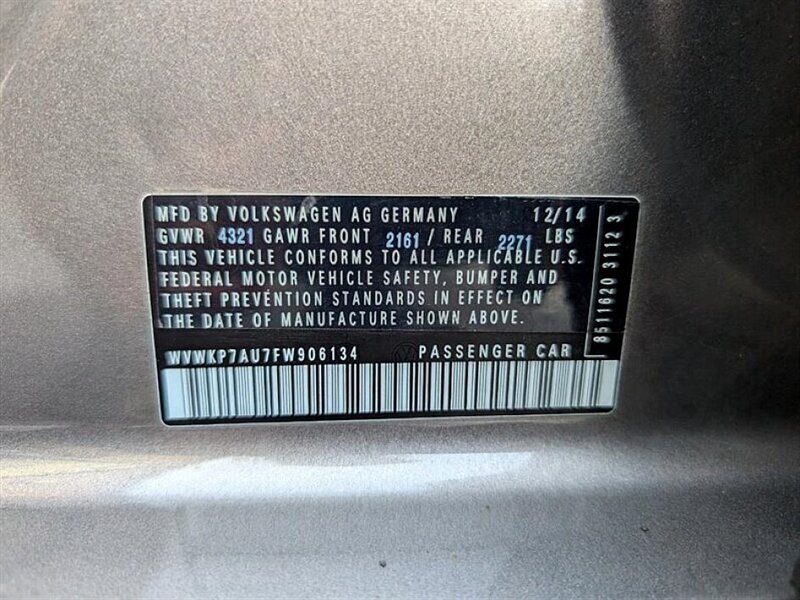 MFD BY VOLKSWAGEN AG GERMANY 12/14
GVWR 4321 GAWR FRONT 2161 / REAR 2271 LBS
THIS VEHICLE CONFORMS TO ALL APPLICABLE U.S.
FEDERAL MOTOR VEHICLE SAFETY, BUMPER AND
THEFT PREVENTION STANDARDS IN EFFECT ON
THE DATE OF MANUFACTURE SHOWN ABOVE.
WVWKP7AU7FW906134 PASSENGER CAR
8511620 3112 3